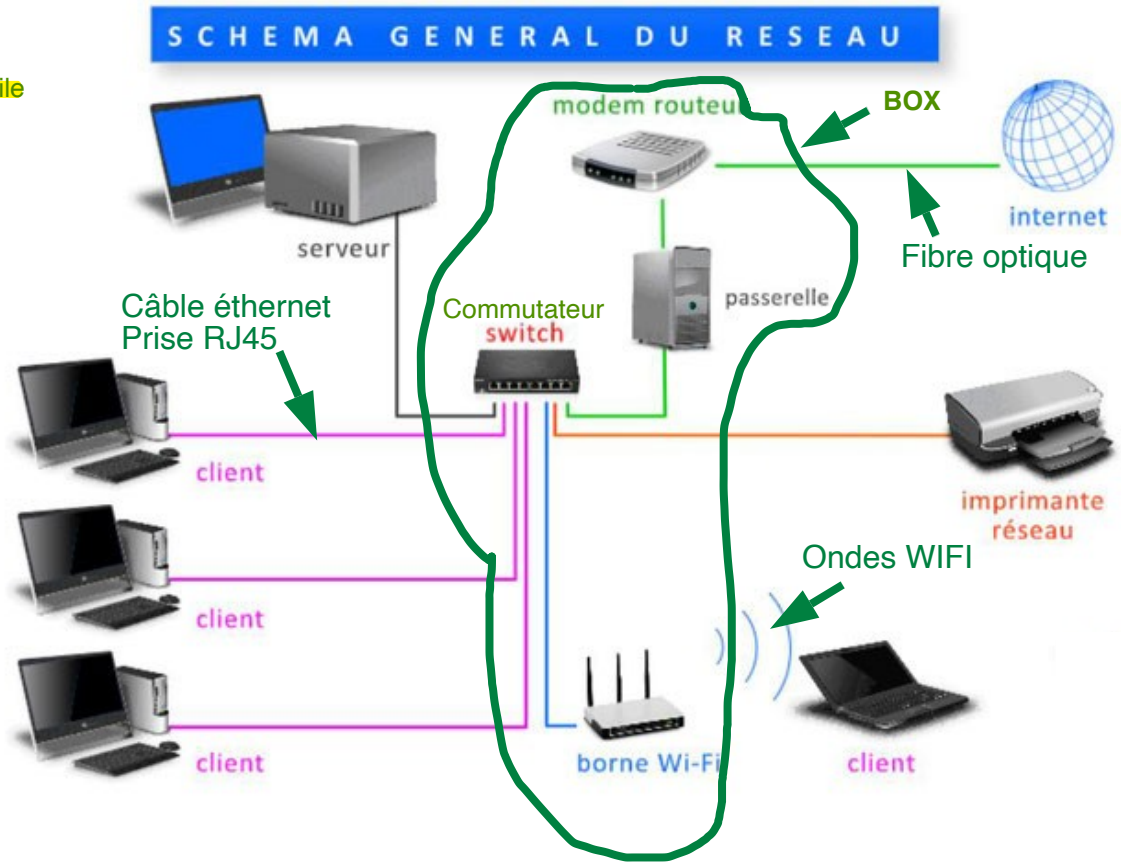 SCHEMA GENERAL DU RESEAU
ile
modem routeur
BOX
internet
serveur
Fibre optique
passerelle
Câble éthernet
Prise RJ45
Commutateur
switch
client
imprimante
réseau
client
Ondes WIFI
client
borne Wi-Fi
client